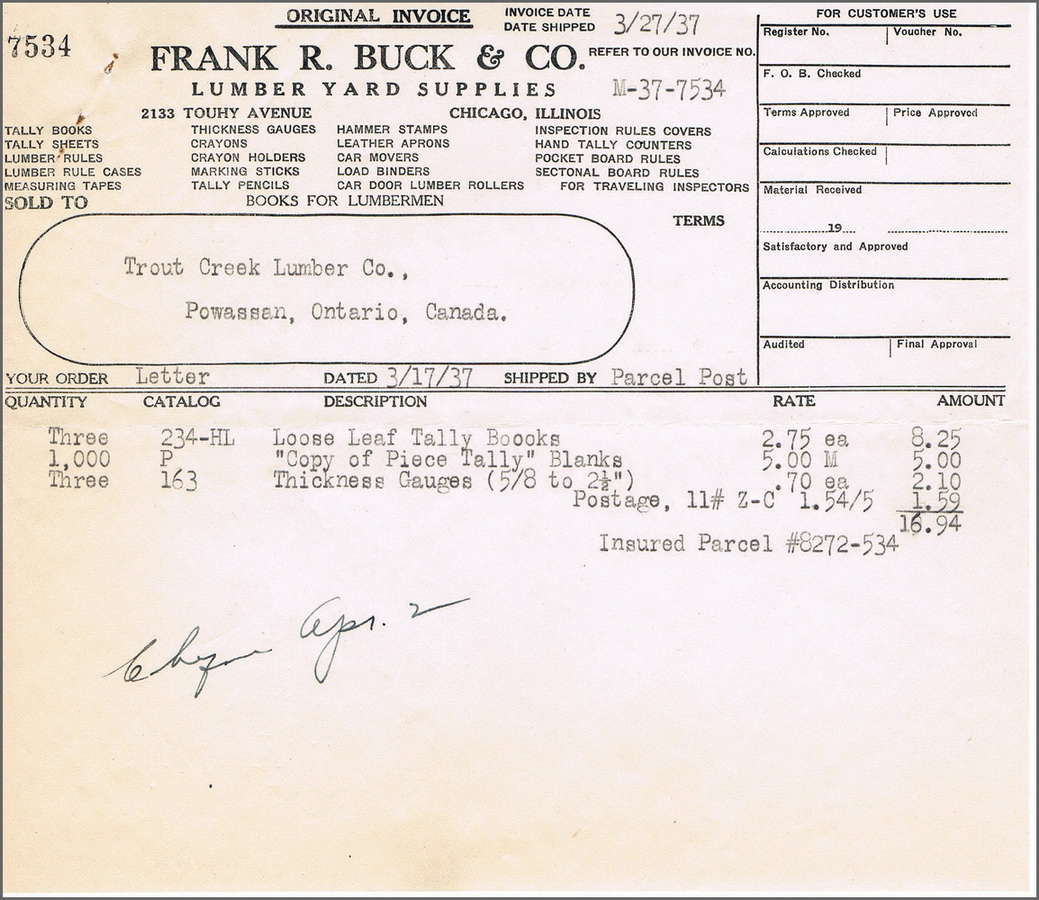 ORIGINAL INVOICE
INVOICE DATE
DATE SHIPPED 3/27/37
7534
FRANK R. BUCK & CO.
REFER TO OUR INVOICE NO.
LUMBER YARD SUPPLIES
M-37-7534
2133 TOUHY AVENUE CHICAGO, ILLINOIS
TALLY BOOKS THICKNESS GAUGES HAMMER STAMPS INSPECTION RULES COVERS
TALLY SHEETS CRAYONS LEATHER APRONS HAND TALLY COUNTERS
LUMBER RULES CRAYON HOLDERS CAR MOVERS POCKET BOARD RULES
LUMBER RULE CASES MARKING STICKS LOAD BINDERS SECTONAL BOARD RULES
MEASURING TAPES TALLY PENCILS CAR DOOR LUMBER ROLLERS FOR TRAVELING INSPECTORS
SOLD TO BOOKS FOR LUMBERMEN
TERMS
Trout Creek Lumber Co.,
Powassan, Ontario, Canada.
FOR CUSTOMER'S USE
Register No. Voucher No.
F. O. B. Checked
Terms Approved Price Approved
Calculations Checked
Material Received
19
Satisfactory and Approved
Accounting Distribution
Audited Final Approval
YOUR ORDER Letter DATED 3/17/37 SHIPPED BY Parcel Post
QUANTITY CATALOG DESCRIPTION RATE AMOUNT
Three 234-HL Loose Leaf Tally Boooks 2.75 ea 8.25
1,000 P "Copy of Piece Tally" Blanks 5.00 M 5.00
Three 163 Thickness Gauges (5/8 to 2½") .70 ea 2.10
Postage, 11# Z-C 1.54/5 1.59
16.94
Insured Parcel #8272-534
Apr. 2